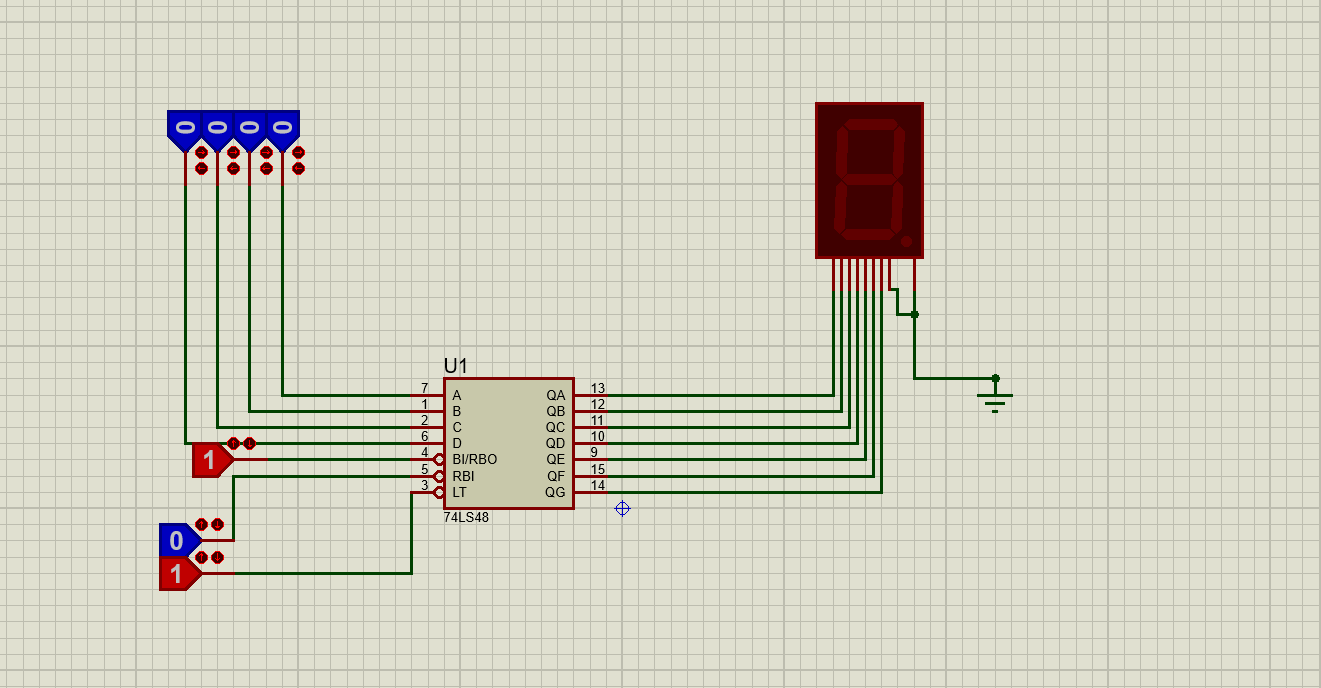 0 0 0 0
U1
7 A QA 13
1 B QB 12
2 C QC 11
6 D QD 10
1 4 BI/RBO QE 9
5 RBI QF 15
3 LT QG 14
74LS48
0
1